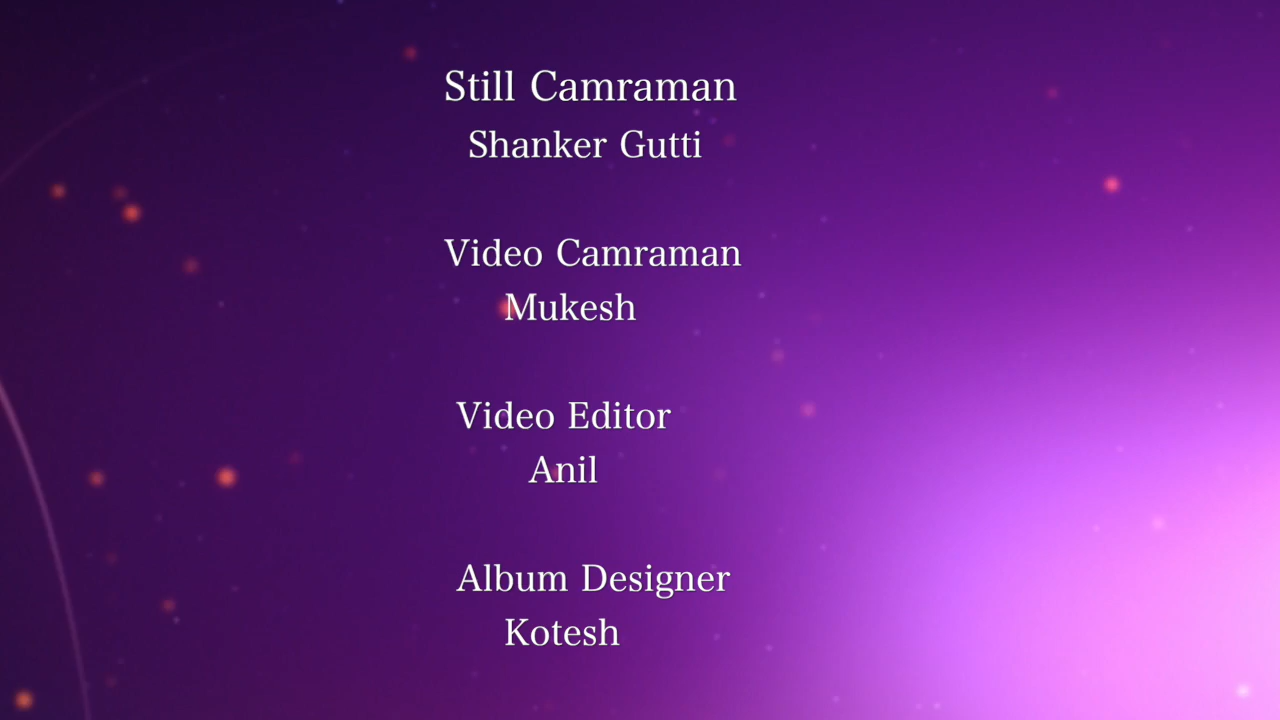 Still Camraman
Shanker Gutti
Video Camraman
Mukesh
Video Editor
Anil
Album Designer
Kotesh